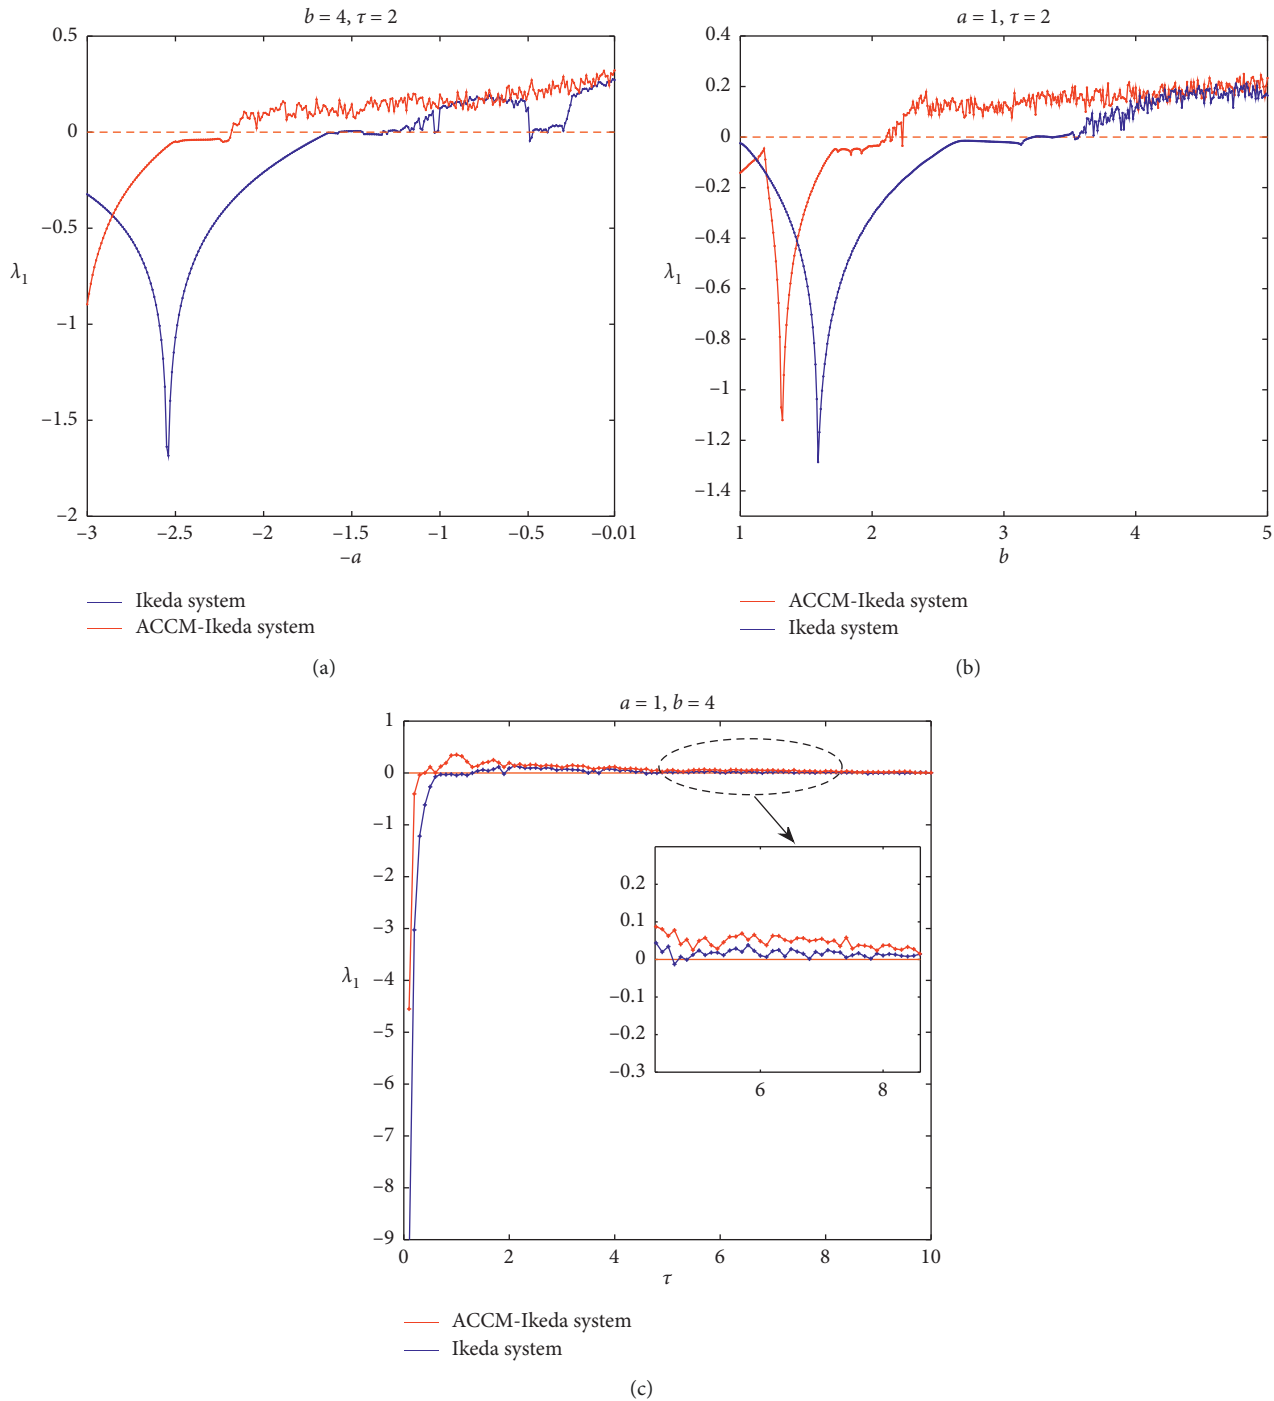 b = 4, τ = 2
0.5
0
−0.5
−1
−1.5
−2
λ1
−3
−2.5
−2
−1.5
−1
−0.5
−0.01
−a
Ikeda system
ACCM-Ikeda system
(a)
a = 1, τ = 2
0.4
0.2
0
−0.2
−0.4
−0.6
−0.8
−1
−1.2
−1.4
λ1
1
2
3
4
5
b
ACCM-Ikeda system
Ikeda system
(b)
a = 1, b = 4
1
0
−1
−2
−3
−4
−5
−6
−7
−8
−9
λ1
0.2
0.1
0
−0.1
−0.2
−0.3
6
8
0
2
4
6
8
10
τ
ACCM-Ikeda system
Ikeda system
(c)